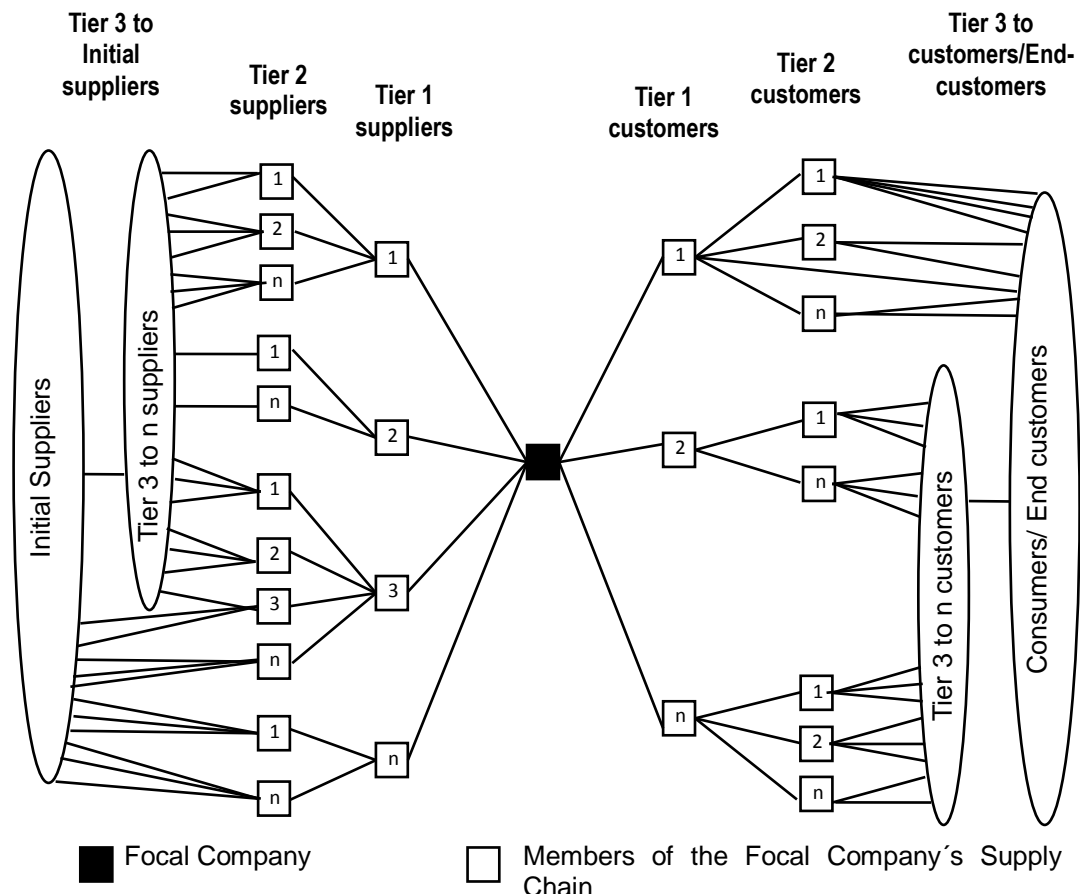 Tier 3 to
Initial
suppliers
Tier 2
suppliers
Tier 1
suppliers
Tier 1
customers
Tier 2
customers
Tier 3 to
customers/End-
customers
Initial Suppliers
Tier 3 to n suppliers
1
2
n
1
n
1
2
3
n
1
n
1
2
3
n
1
2
n
1
2
n
1
n
1
2
n
Tier 3 to n customers
Consumers/ End customers
Focal Company
Members of the Focal Company´s Supply
Chain